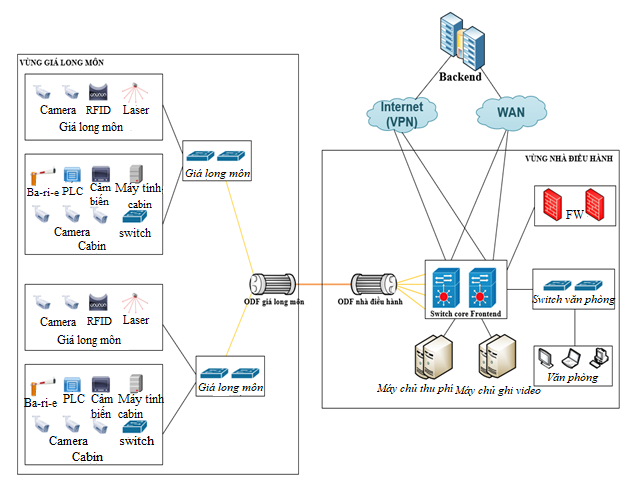 Backend
Internet
(VPN)
WAN
VÙNG GIÁ LONG MÔN
Camera RFID Laser
Giá long môn
Ba-ri-e PLC Cảm biến Máy tính cabin
Camera switch
Cabin
Giá long môn
ODF giá long môn
Camera RFID Laser
Giá long môn
Ba-ri-e PLC Cảm biến Máy tính cabin
Camera switch
Cabin
Giá long môn
VÙNG NHÀ ĐIỀU HÀNH
FW
ODF nhà điều hành
Switch core Frontend
Switch văn phòng
Văn phòng
Máy chủ thu phí
Máy chủ ghi video